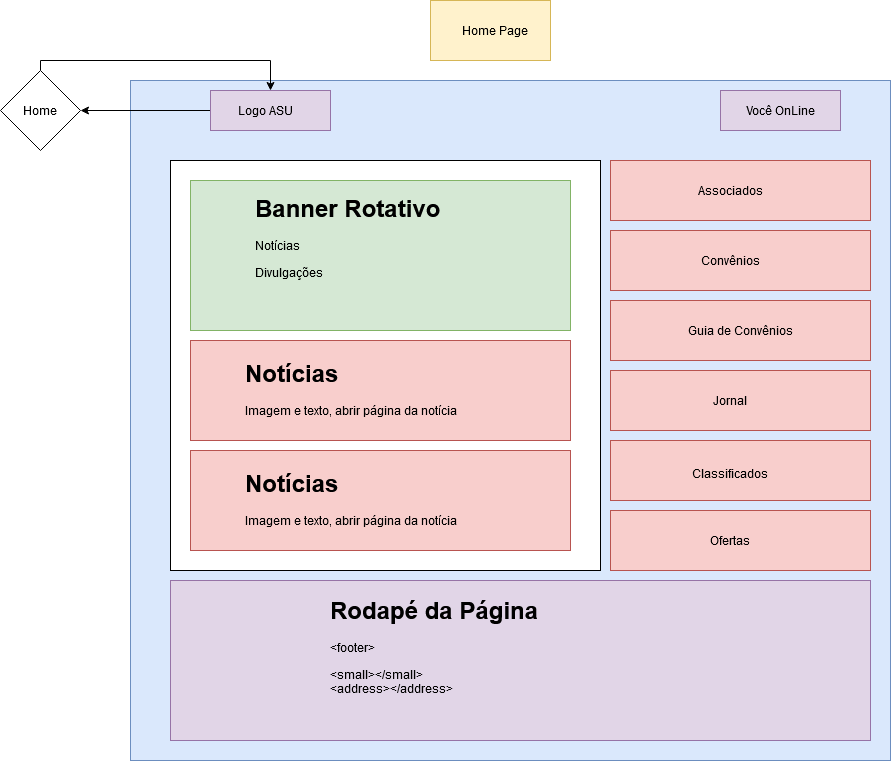 Home Page
Home
Logo ASU
Você OnLine
Banner Rotativo
Notícias
Divulgações
Notícias
Imagem e texto, abrir página da notícia
Notícias
Imagem e texto, abrir página da notícia
Associados
Convênios
Guia de Convênios
Jornal
Classificados
Ofertas
Rodapé da Página
<footer>
<small></small>
<address></address>